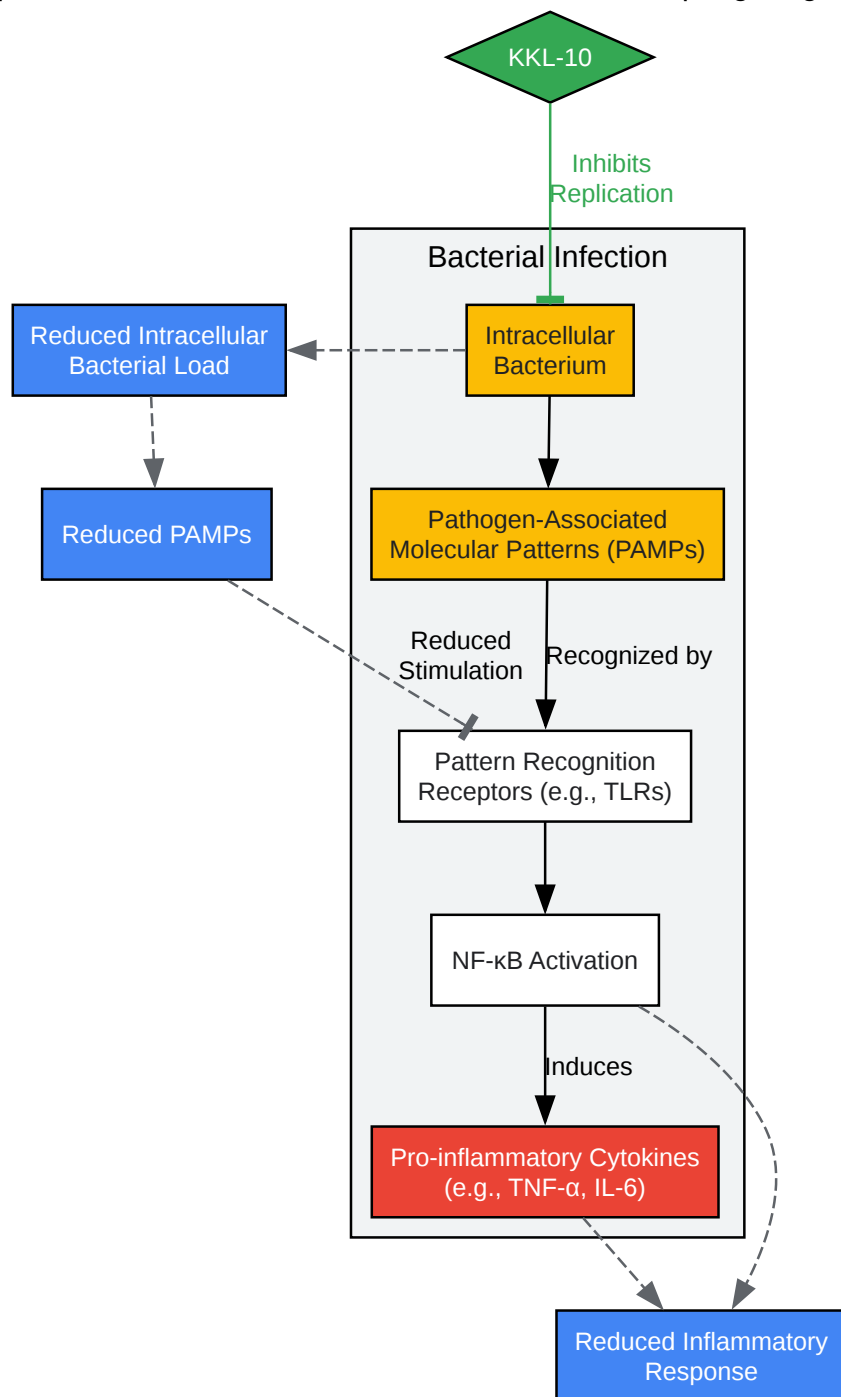 KKL-10
Inhibits
Replication
Bacterial Infection
Reduced Intracellular
Bacterial Load
Intracellular
Bacterium
Reduced PAMPs
Pathogen-Associated
Molecular Patterns (PAMPs)
Reduced
Stimulation
Recognized by
Pattern Recognition
Receptors (e.g., TLRs)
NF-κB Activation
Induces
Pro-inflammatory Cytokines
(e.g., TNF-α, IL-6)
Reduced Inflammatory
Response